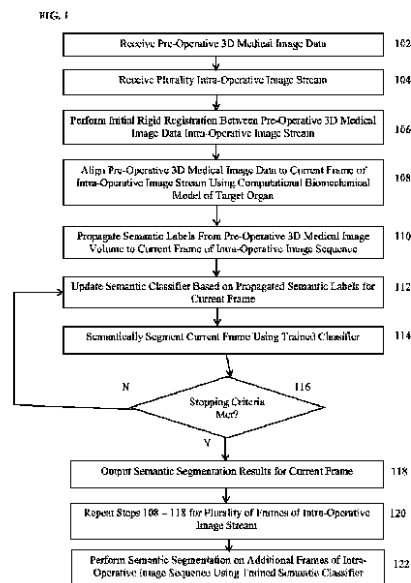 FIG. 1
Receive Pre-Operative 3D Medical Image Data
102
Receive Plurality Intra-Operative Image Stream
104
Perform Initial Rigid Registration Between Pre-Operative 3D Medical
Image Data Intra-Operative Image Stream
106
Align Pre-Operative 3D Medical Image Data to Current Frame of
Intra-Operative Image Stream Using Computational Biomechanical
Model of Target Organ
108
Propagate Semantic Labels From Pre-Operative 3D Medical Image
Volume to Current Frame of Intra-Operative Image Sequence
110
Update Semantic Classifier Based on Propagated Semantic Labels for
Current Frame
112
Semantically Segment Current Frame Using Trained Classifier
114
N
116
Stopping Criteria
Met?
Y
Output Semantic Segmentation Results for Current Frame
118
Repeat Steps 108 – 118 for Plurality of Frames of Intra-Operative
Image Stream
120
Perform Semantic Segmentation on Additional Frames of Intra-
Operative Image Sequence Using Trained Semantic Classifier
122